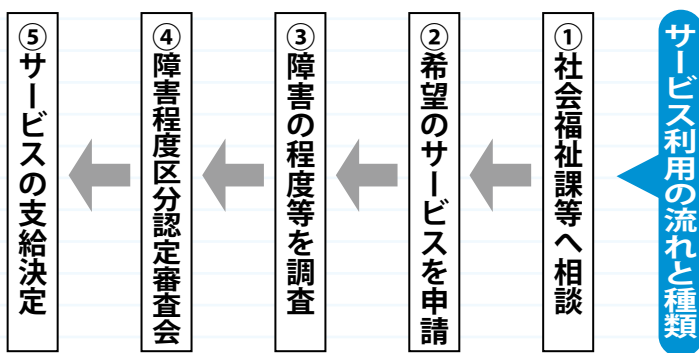 サービス利用の流れと種類
①社会福祉課等へ相談
②希望のサービスを申請
③障害の程度等を調査
④障害程度区分認定審査会
⑤サービスの支給決定